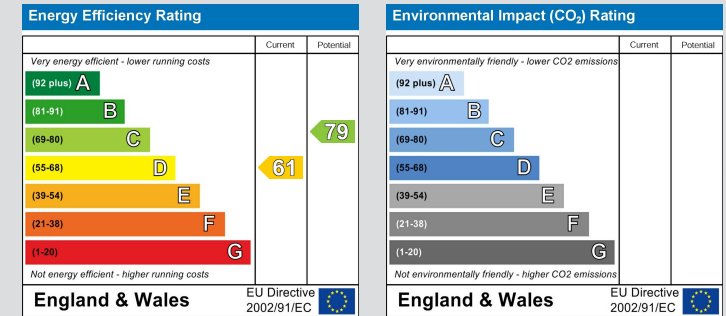 Energy Efficiency Rating
Current Potential
Very energy efficient - lower running costs
(92 plus) A
(81-91) B
(69-80) C
79
(55-68) D
61
(39-54) E
(21-38) F
(1-20) G
Not energy efficient - higher running costs
England & Wales
EU Directive
2002/91/EC
Environmental Impact (CO₂) Rating
Current Potential
Very environmentally friendly - lower CO2 emissions
(92 plus) A
(81-91) B
(69-80) C
(55-68) D
(39-54) E
(21-38) F
(1-20) G
Not environmentally friendly - higher CO2 emissions
England & Wales
EU Directive
2002/91/EC